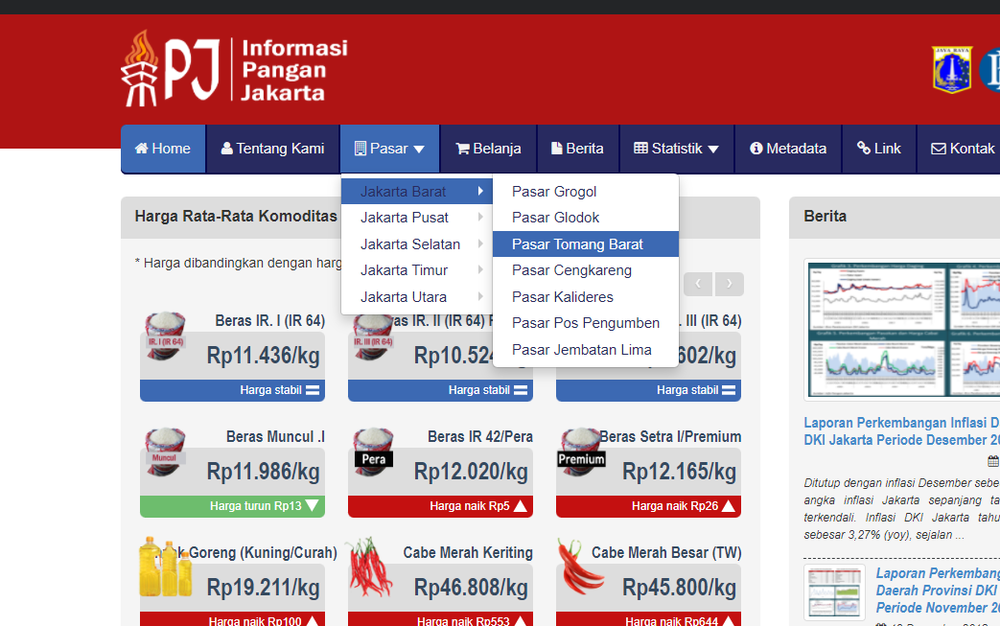 PJ
Informasi
Pangan
Jakarta
JAYA RAYA
Home
Tentang Kami
Pasar
Belanja
Berita
Statistik
Metadata
Link
Kontak
Jakarta Barat
Jakarta Pusat
Jakarta Selatan
Jakarta Timur
Jakarta Utara
Pasar Grogol
Pasar Glodok
Pasar Tomang Barat
Pasar Cengkareng
Pasar Kalideres
Pasar Pos Pengumben
Pasar Jembatan Lima
Harga Rata-Rata Komoditas
* Harga dibandingkan dengan harg
IR. I (IR 64)
Beras IR. I (IR 64)
Rp11.436/kg
Harga stabil
IR. II (IR 64)
IR. III (IR 64)
Rp10.524
Harga stabil
. III (IR 64)
602/kg
Harga stabil
Muncul
Beras Muncul .I
Rp11.986/kg
Harga turun Rp13
Pera
Beras IR 42/Pera
Rp12.020/kg
Harga naik Rp5
Premium
Beras Setra I/Premium
Rp12.165/kg
Harga naik Rp26
Goreng (Kuning/Curah)
Rp19.211/kg
Harga naik Rp100
Cabe Merah Keriting
Rp46.808/kg
Harga naik Rp553
Cabe Merah Besar (TW)
Rp45.800/kg
Harga naik Rp644
Berita
Laporan Perkembangan Inflasi D
DKI Jakarta Periode Desember 20
Ditutup dengan inflasi Desember sebe
angka inflasi Jakarta sepanjang ta
terkendali. Inflasi DKI Jakarta tahu
sebesar 3,27% (yoy), sejalan ...
Laporan Perkembang
Daerah Provinsi DKI
Periode November 20